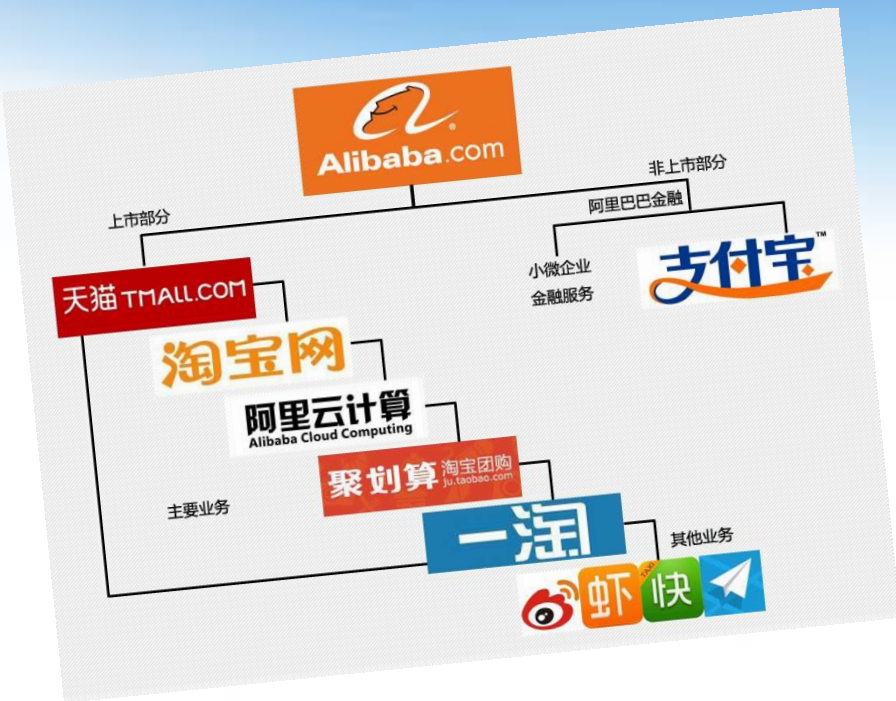 Alibaba.com
上市部分
非上市部分
阿里巴巴金融
天猫 TMALL.COM
小微企业
金融服务
支付宝™
淘宝网
阿里云计算
Alibaba Cloud Computing
聚划算 淘宝团购
ju.taobao.com
一淘
主要业务
其他业务
虾
TAXI
快